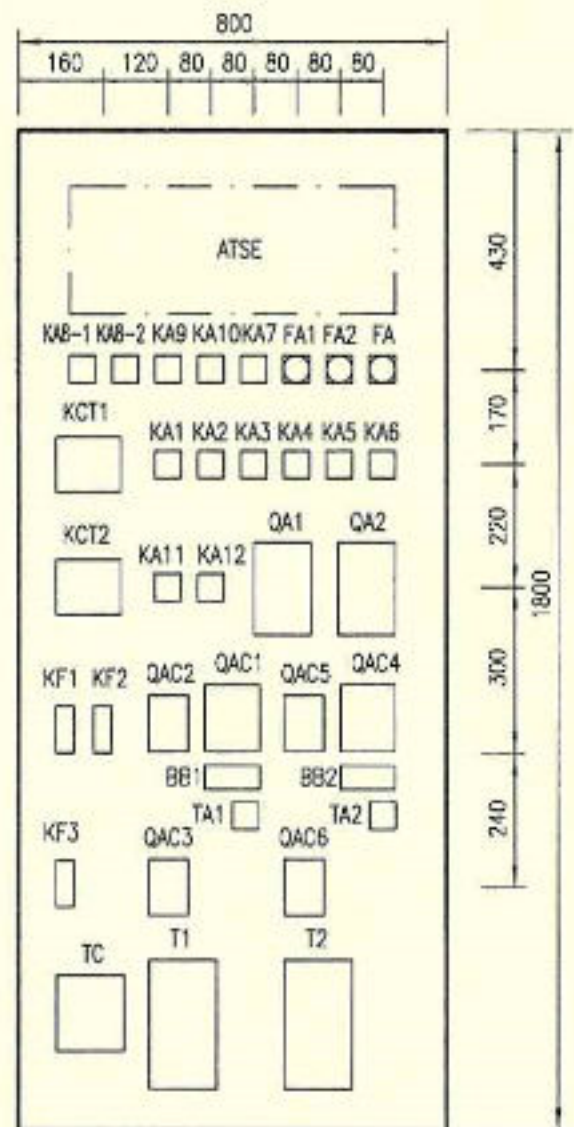 800
160 120 80 80 80 80 80
ATSE
430
KA8-1 KA8-2 KA9 KA10 KA7 FA1 FA2 FA
170
KCT1
KA1 KA2 KA3 KA4 KA5 KA6
220
QA1 QA2
KCT2
KA11 KA12
1800
300
KF1 KF2 QAC2 QAC1 QAC5 QAC4
BB1 BB2
TA1 TA2
240
KF3 QAC3 QAC6
TC T1 T2